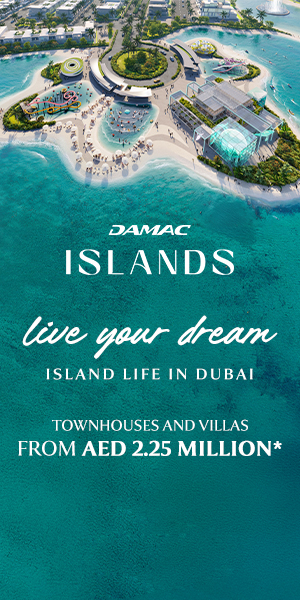 DAMAC
ISLANDS
live your dream
ISLAND LIFE IN DUBAI
TOWNHOUSES AND VILLAS
FROM AED 2.25 MILLION*